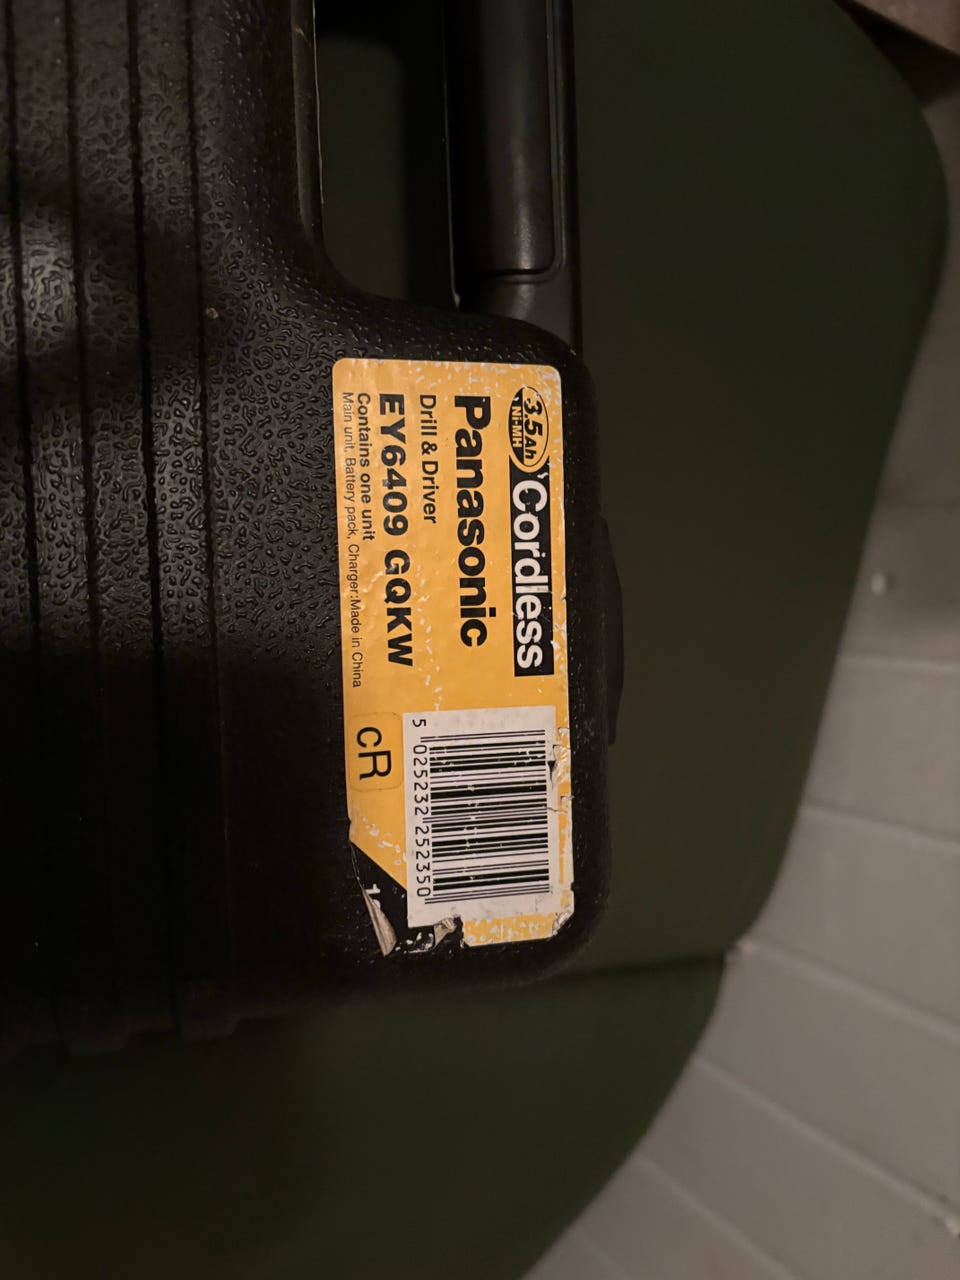 3.5Ah
Ni-MH
Cordless
Panasonic
Drill & Driver
EY6409 GQKW
Contains one unit
Main unit, Battery pack, Charger:Made in China
cR
5 025232 252350